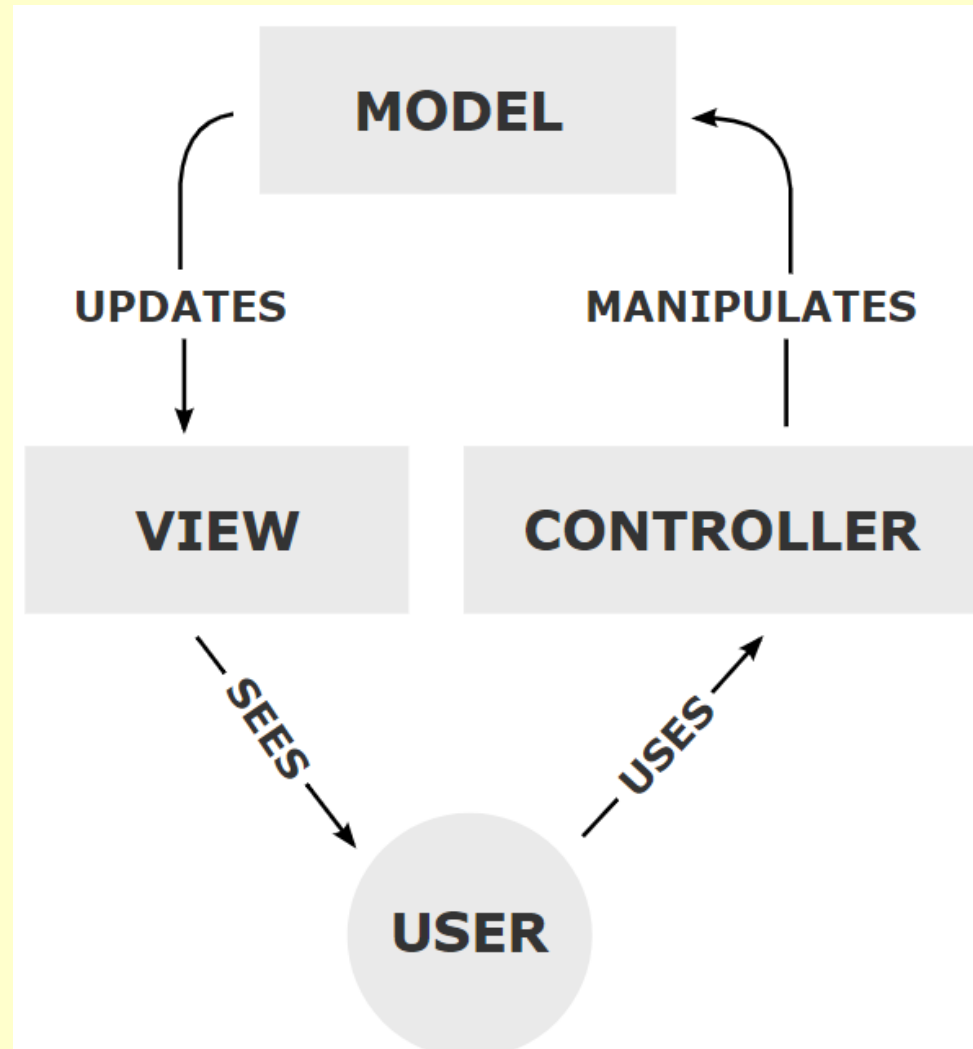 MODEL
UPDATES
MANIPULATES
VIEW
CONTROLLER
SEES
USES
USER